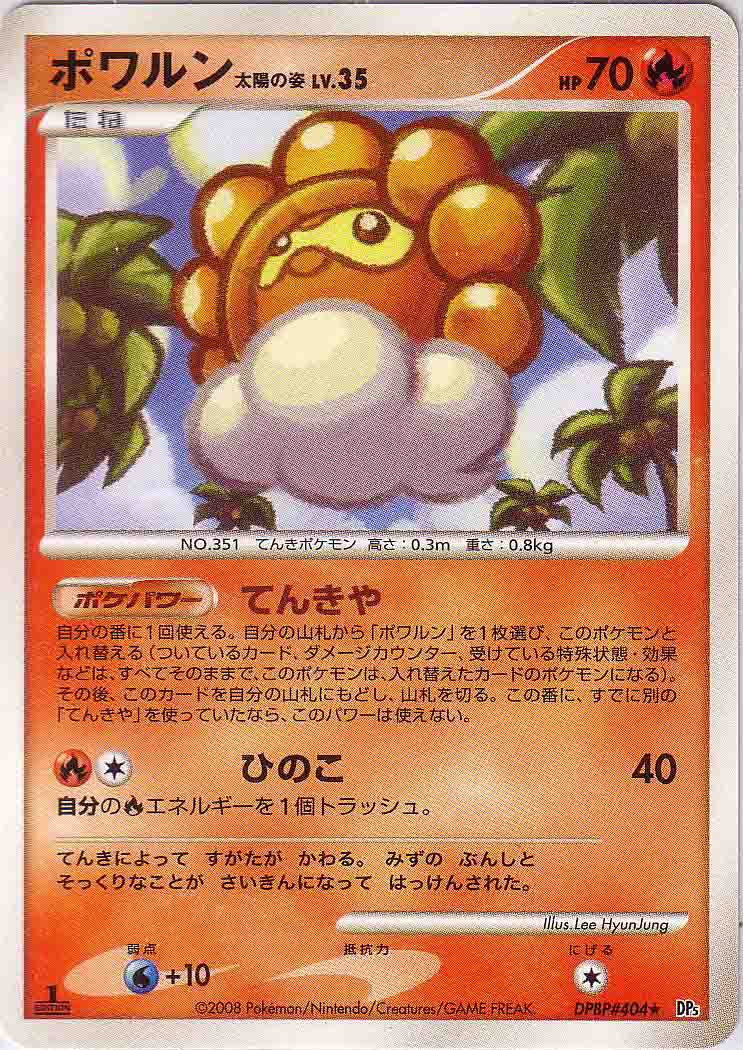 ポワルン 太陽の姿 LV.35 HP 70
たね
NO.351 てんきポケモン 高さ:0.3m 重さ:0.8kg
ポケパワー てんきや
自分の番に1回使える。自分の山札から「ポワルン」を1枚選び、このポケモンと
入れ替える(ついているカード、ダメージカウンター、受けている特殊状態・効果
などは、すべてそのままで、このポケモンは、入れ替えたカードのポケモンになる)。
その後、このカードを自分の山札にもどし、山札を切る。この番に、すでに別の
「てんきや」を使っていたなら、このパワーは使えない。
ひのこ 40
自分のエネルギーを1個トラッシュ。
てんきによって すがたが かわる。 みずの ぶんしと
そっくりなことが さいきんになって はっけんされた。
Illus.Lee HyunJung
弱点 抵抗力 にげる
+10
1 EDITION ©2008 Pokémon/Nintendo/Creatures/GAME FREAK. DPBP#404★ DP5